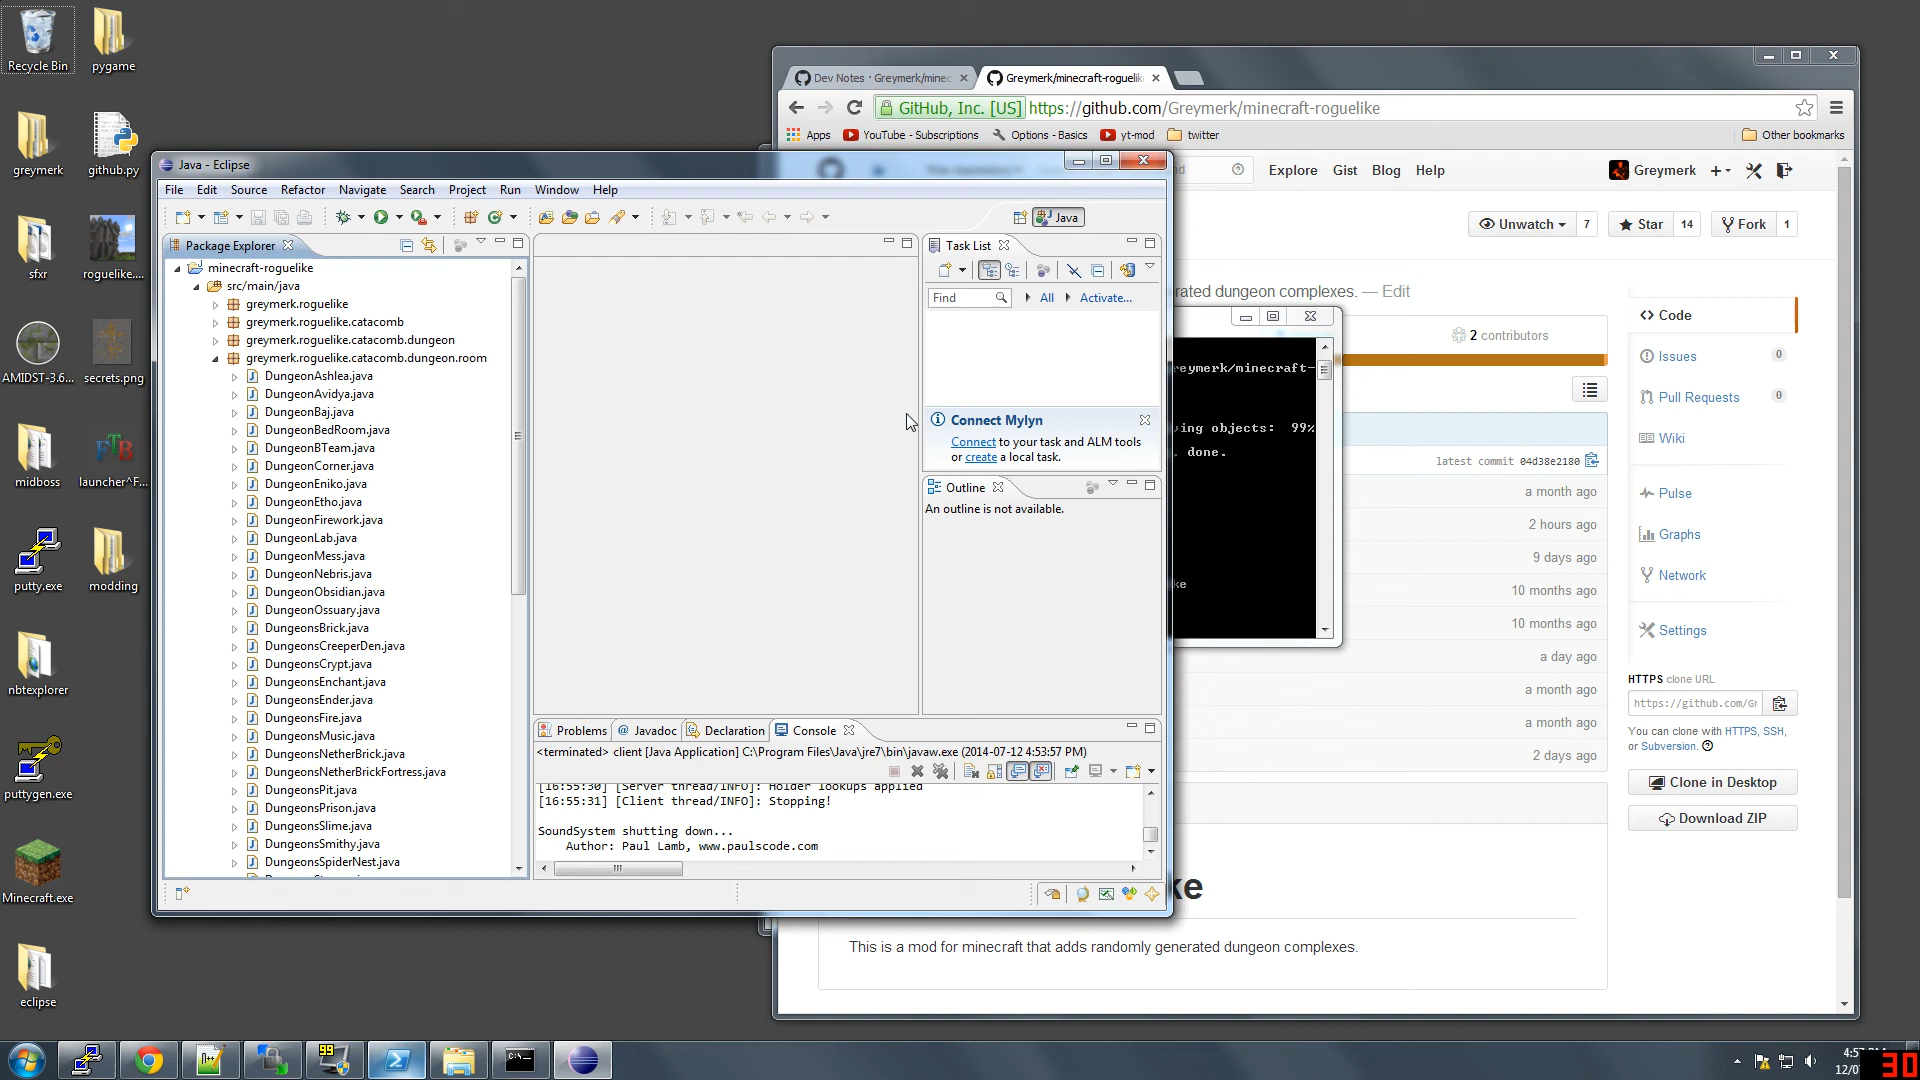 Recycle Bin
pygame
greymerk
github.py
sfxr
roguelike....
AMIDST-3.6...
secrets.png
midboss
launcher^F...
putty.exe
modding
nbtexplorer
puttygen.exe
Minecraft.exe
eclipse
Dev Notes · Greymerk/minec
Greymerk/minecraft-roguelik
GitHub, Inc. [US] https://github.com/Greymerk/minecraft-roguelike
Apps YouTube - Subscriptions Options - Basics yt-mod twitter Other bookmarks
Explore Gist Blog Help Greymerk
Unwatch 7 Star 14 Fork 1
rated dungeon complexes. — Edit
2 contributors
latest commit 04d38e2180
a month ago
2 hours ago
9 days ago
10 months ago
10 months ago
a day ago
a month ago
a month ago
2 days ago
ke
This is a mod for minecraft that adds randomly generated dungeon complexes.
Code
Issues 0
Pull Requests 0
Wiki
Pulse
Graphs
Network
Settings
HTTPS clone URL
https://github.com/Gr
You can clone with HTTPS, SSH,
or Subversion.
Clone in Desktop
Download ZIP
reymerk/minecraft-
ving objects: 99%
, done.
ke
Java - Eclipse
File Edit Source Refactor Navigate Search Project Run Window Help
Java
Package Explorer
minecraft-roguelike
src/main/java
greymerk.roguelike
greymerk.roguelike.catacomb
greymerk.roguelike.catacomb.dungeon
greymerk.roguelike.catacomb.dungeon.room
DungeonAshlea.java
DungeonAvidya.java
DungeonBaj.java
DungeonBedRoom.java
DungeonBTeam.java
DungeonCorner.java
DungeonEniko.java
DungeonEtho.java
DungeonFirework.java
DungeonLab.java
DungeonMess.java
DungeonNebris.java
DungeonObsidian.java
DungeonOssuary.java
DungeonsBrick.java
DungeonsCreeperDen.java
DungeonsCrypt.java
DungeonsEnchant.java
DungeonsEnder.java
DungeonsFire.java
DungeonsMusic.java
DungeonsNetherBrick.java
DungeonsNetherBrickFortress.java
DungeonsPit.java
DungeonsPrison.java
DungeonsSlime.java
DungeonsSmithy.java
DungeonsSpiderNest.java
Task List
Find All Activate...
Connect Mylyn
Connect to your task and ALM tools
or create a local task.
Outline
An outline is not available.
Problems Javadoc Declaration Console
<terminated> client [Java Application] C:\Program Files\Java\jre7\bin\javaw.exe (2014-07-12 4:53:57 PM)
[16:55:30] [Server thread/INFO]: Holder lookups applied
[16:55:31] [Client thread/INFO]: Stopping!
SoundSystem shutting down...
Author: Paul Lamb, www.paulscode.com
99
C:\
30